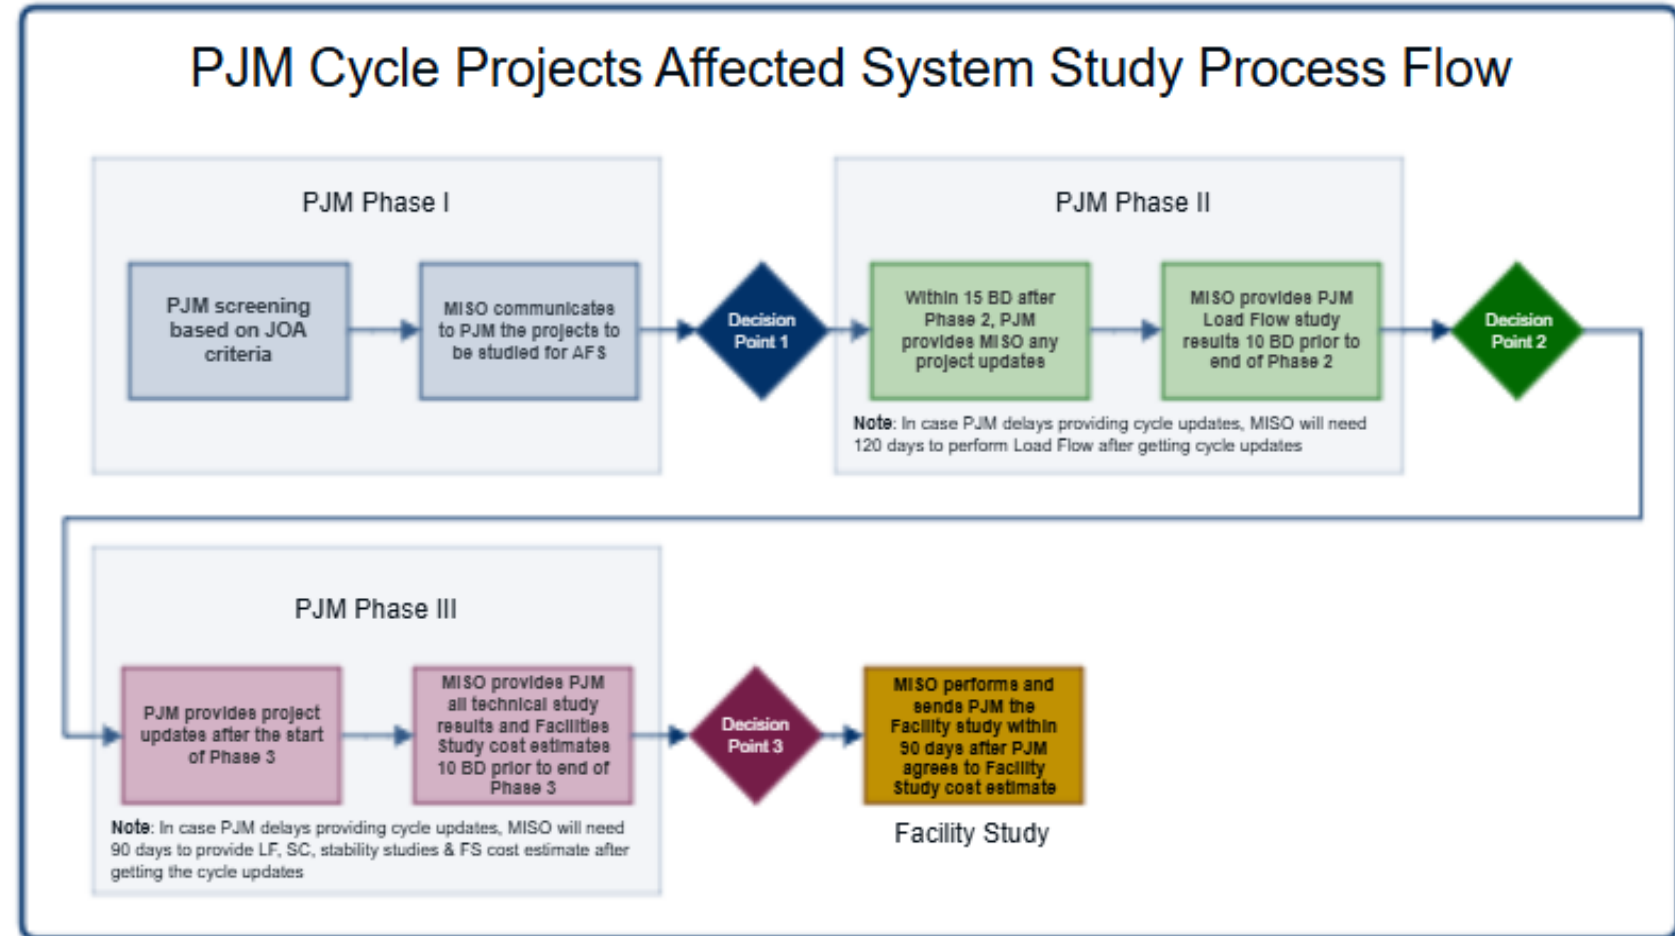 PJM Cycle Projects Affected System Study Process Flow
PJM Phase I
PJM screening
based on JOA
criteria
MISO communicates
to PJM the projects to
be studied for AFS
Decision
Point 1
PJM Phase II
Within 15 BD after
Phase 2, PJM
provides MISO any
project updates
MISO provides PJM
Load Flow study
results 10 BD prior to
end of Phase 2
Note: In case PJM delays providing cycle updates, MISO will need
120 days to perform Load Flow after getting cycle updates
Decision
Point 2
PJM Phase III
PJM provides project
updates after the start
of Phase 3
MISO provides PJM
all technical study
results and Facilities
Study cost estimates
10 BD prior to end of
Phase 3
Note: In case PJM delays providing cycle updates, MISO will need
90 days to provide LF, SC, stability studies & FS cost estimate after
getting the cycle updates
Decision
Point 3
MISO performs and
sends PJM the
Facility study within
90 days after PJM
agrees to Facility
Study cost estimate
Facility Study